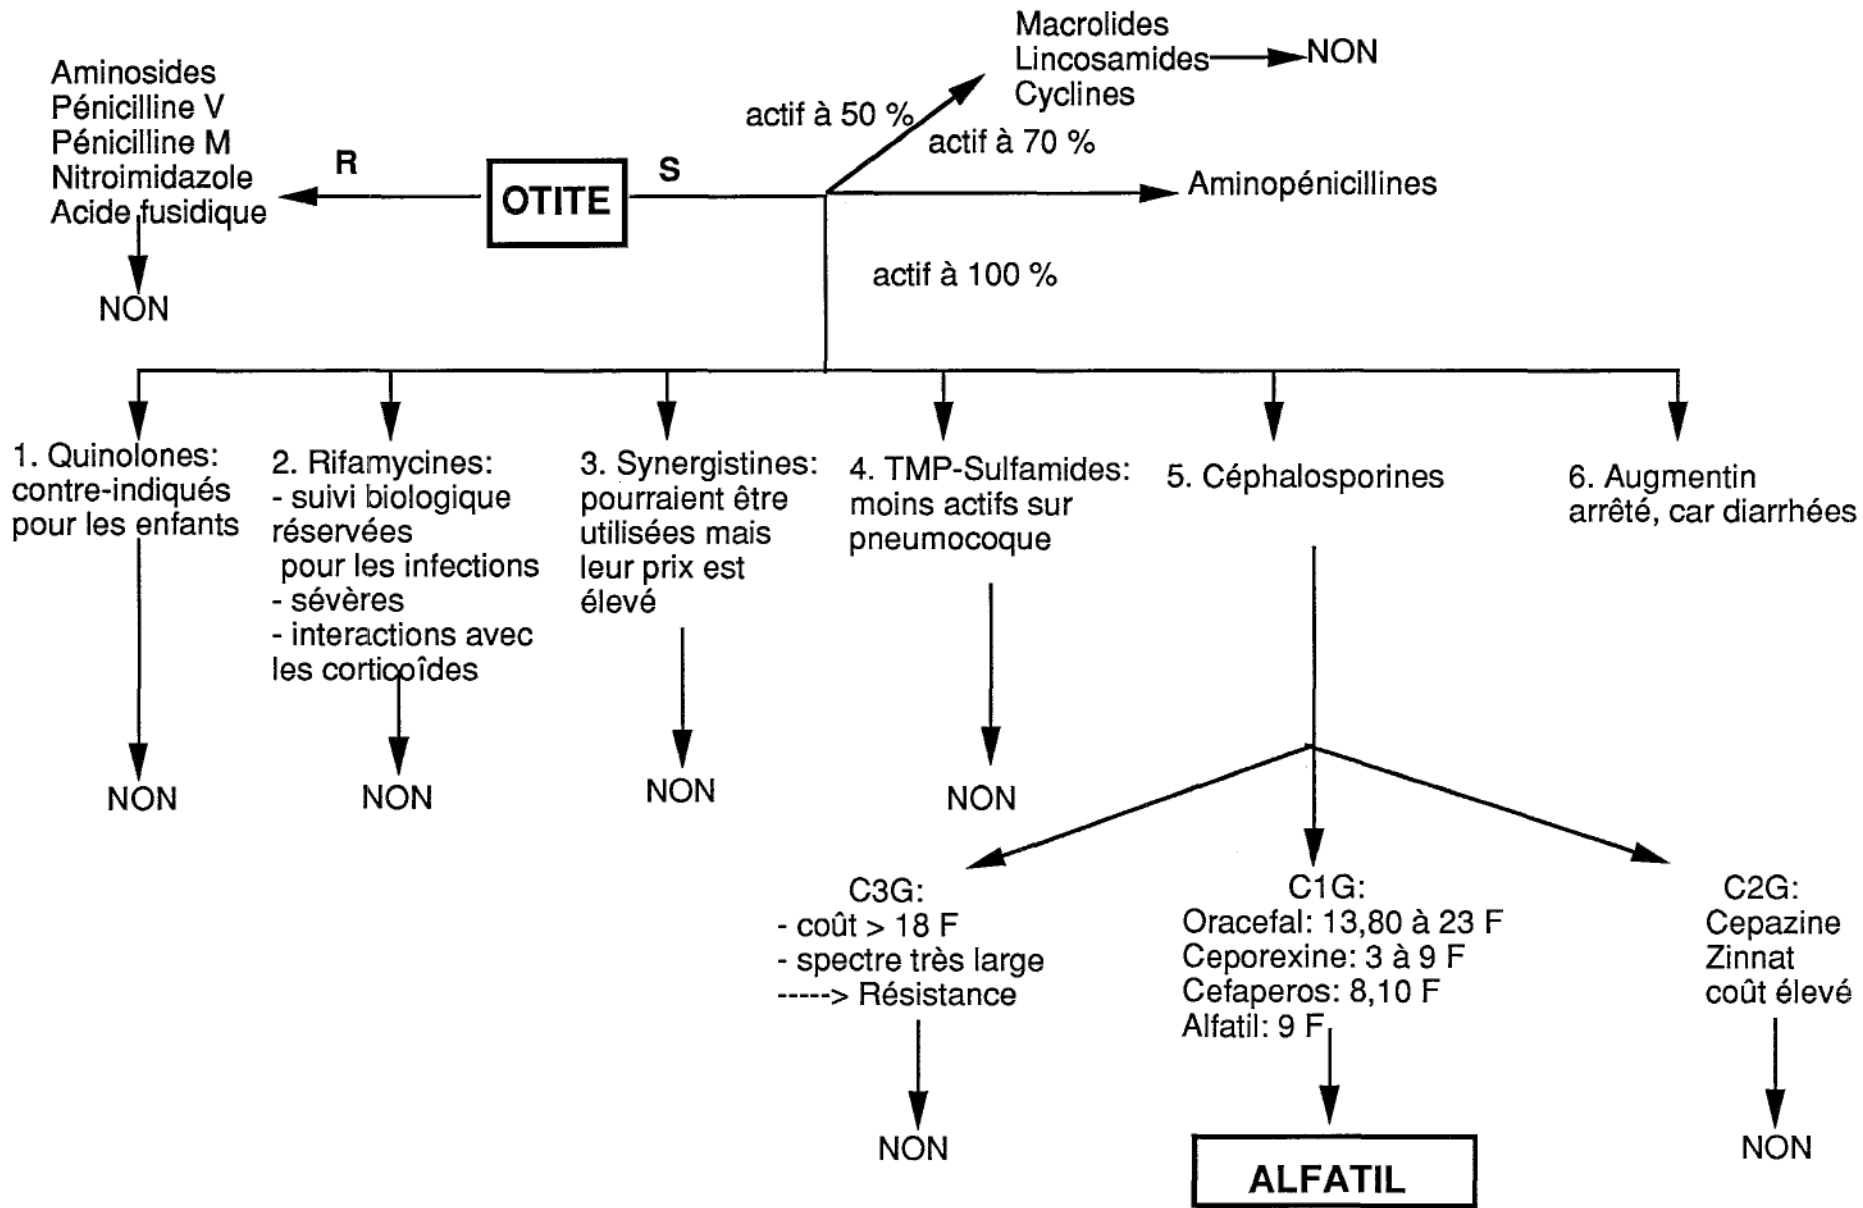 Aminosides
Pénicilline V
Pénicilline M
Nitroimidazole
Acide fusidique
NON
R
OTITE
S
actif à 50 %
Macrolides
Lincosamides
Cyclines
NON
actif à 70 %
Aminopénicillines
actif à 100 %
1. Quinolones:
contre-indiqués
pour les enfants
NON
2. Rifamycines:
- suivi biologique
réservées
pour les infections
- sévères
- interactions avec
les corticoîdes
NON
3. Synergistines:
pourraient être
utilisées mais
leur prix est
élevé
NON
4. TMP-Sulfamides:
moins actifs sur
pneumocoque
NON
5. Céphalosporines
6. Augmentin
arrêté, car diarrhées
C3G:
- coût > 18 F
- spectre très large
-----> Résistance
NON
C1G:
Oracefal: 13,80 à 23 F
Ceporexine: 3 à 9 F
Cefaperos: 8,10 F
Alfatil: 9 F
ALFATIL
C2G:
Cepazine
Zinnat
coût élevé
NON